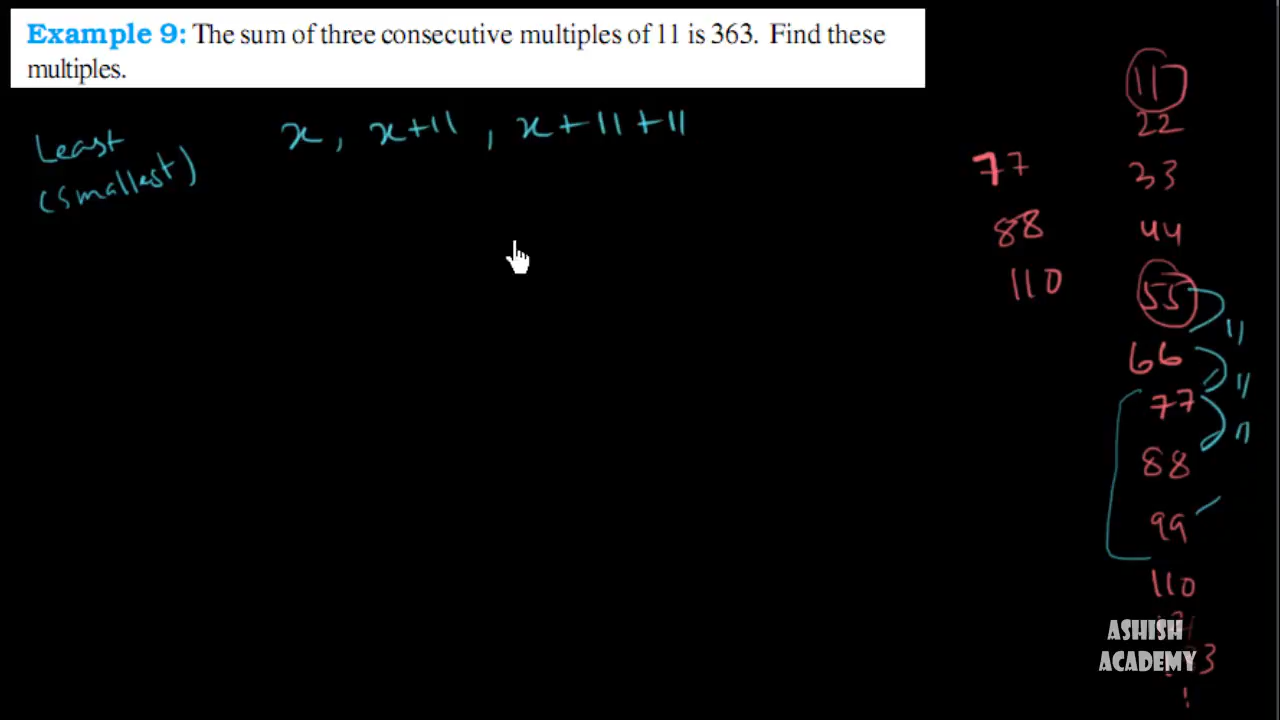 Example 9: The sum of three consecutive multiples of 11 is 363. Find these
multiples.
Least
(Smallest)
x, x+11, x+11+11
77
88
110
11
22
33
44
55
66
77
88
99
110
11
11
11
ASHISH
ACADEMY